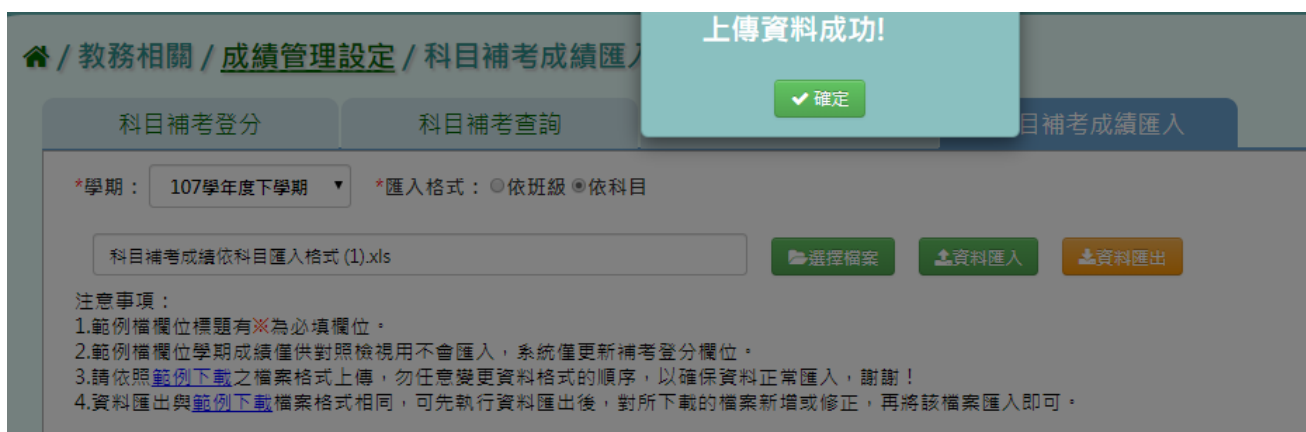 上傳資料成功!
確定
/ 教務相關 / 成績管理設定 / 科目補考成績匯
科目補考登分
科目補考查詢
目補考成績匯入
*學期： 107學年度下學期 *匯入格式： 依班級 依科目
科目補考成績依科目匯入格式 (1).xls
選擇檔案
資料匯入
資料匯出
注意事項：
1.範例檔欄位標題有※為必填欄位。
2.範例檔欄位學期成績僅供對照檢視用不會匯入，系統僅更新補考登分欄位。
3.請依照範例下載之檔案格式上傳，勿任意變更資料格式的順序，以確保資料正常匯入，謝謝！
4.資料匯出與範例下載檔案格式相同，可先執行資料匯出後，對所下載的檔案新增或修正，再將該檔案匯入即可。